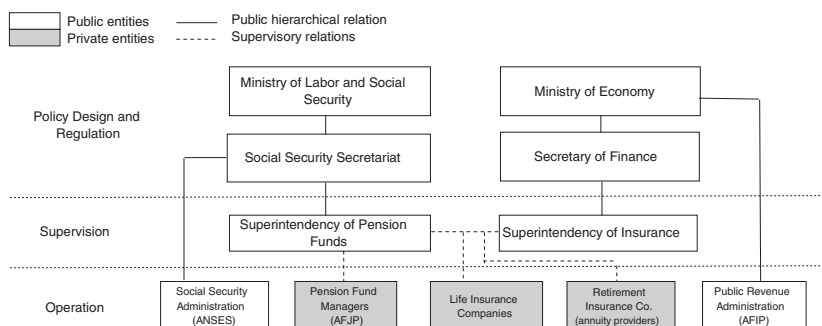 Public entities
Public hierarchical relation
Private entities
Supervisory relations
Policy Design and
Regulation
Ministry of Labor and Social
Security
Ministry of Economy
Social Security Secretariat
Secretary of Finance
Supervision
Superintendency of Pension
Funds
Superintendency of Insurance
Operation
Social Security
Administration
(ANSES)
Pension Fund
Managers
(AFJP)
Life Insurance
Companies
Retirement
Insurance Co.
(annuity providers)
Public Revenue
Administration
(AFIP)